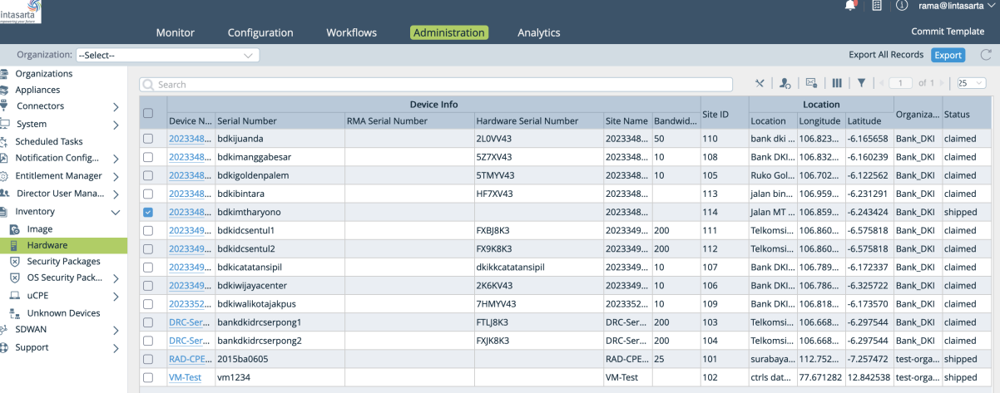 lintasarta
rama@lintasarta
Monitor Configuration Workflows Administration Analytics Commit Template
Organization: --Select-- Export All Records Export
Organizations
Appliances
Connectors
System
Scheduled Tasks
Notification Config...
Entitlement Manager
Director User Mana...
Inventory
Image
Hardware
Security Packages
OS Security Pack...
uCPE
Unknown Devices
SDWAN
Support
Search 1 of 1 25
Device Info Site ID Location Organiza... Status
Device N... Serial Number RMA Serial Number Hardware Serial Number Site Name Bandwid... Location Longitude Latitude
2023348... bdkijuanda 2L0VV43 2023348... 50 110 bank dki ... 106.823... -6.165658 Bank_DKI claimed
2023348... bdkimanggabesar 5Z7XV43 2023348... 10 108 Bank DKI... 106.832... -6.160239 Bank_DKI claimed
2023348... bdkigoldenpalem 5TMYV43 2023348... 10 105 Ruko Gol... 106.702... -6.122562 Bank_DKI claimed
2023348... bdkibintara HF7XV43 2023348... 113 jalan bin... 106.959... -6.231291 Bank_DKI claimed
2023348... bdkimtharyono 2023348... 114 Jalan MT ... 106.859... -6.243424 Bank_DKI shipped
2023349... bdkidcsentul1 FXBJ8K3 2023349... 200 111 Telkomsi... 106.860... -6.575818 Bank_DKI claimed
2023349... bdkidcsentul2 FX9K8K3 2023349... 200 112 Telkomsi... 106.860... -6.575818 Bank_DKI claimed
2023349... bdkicatatansipil dkikkcatatansipil 2023349... 10 107 Bank DKI... 106.789... -6.172337 Bank_DKI claimed
2023349... bdkiwijayacenter 2K6KV43 2023349... 10 106 Bank DKI... 106.786... -6.325722 Bank_DKI claimed
2023352... bdkiwalikotajakpus 7HMYV43 2023352... 10 109 Bank DKI... 106.818... -6.173570 Bank_DKI claimed
DRC-Ser... bankdkidrcserpong1 FTLJ8K3 DRC-Ser... 200 103 Telkomsi... 106.668... -6.297544 Bank_DKI claimed
DRC-Ser... bankdkidrcserpong2 FXJK8K3 DRC-Ser... 200 104 Telkomsi... 106.668... -6.297544 Bank_DKI claimed
RAD-CPE... 2015ba0605 RAD-CPE... 25 101 surabaya... 112.752... -7.257472 test-orga... shipped
VM-Test vm1234 VM-Test 102 ctrls dat... 77.671282 12.842538 test-orga... shipped